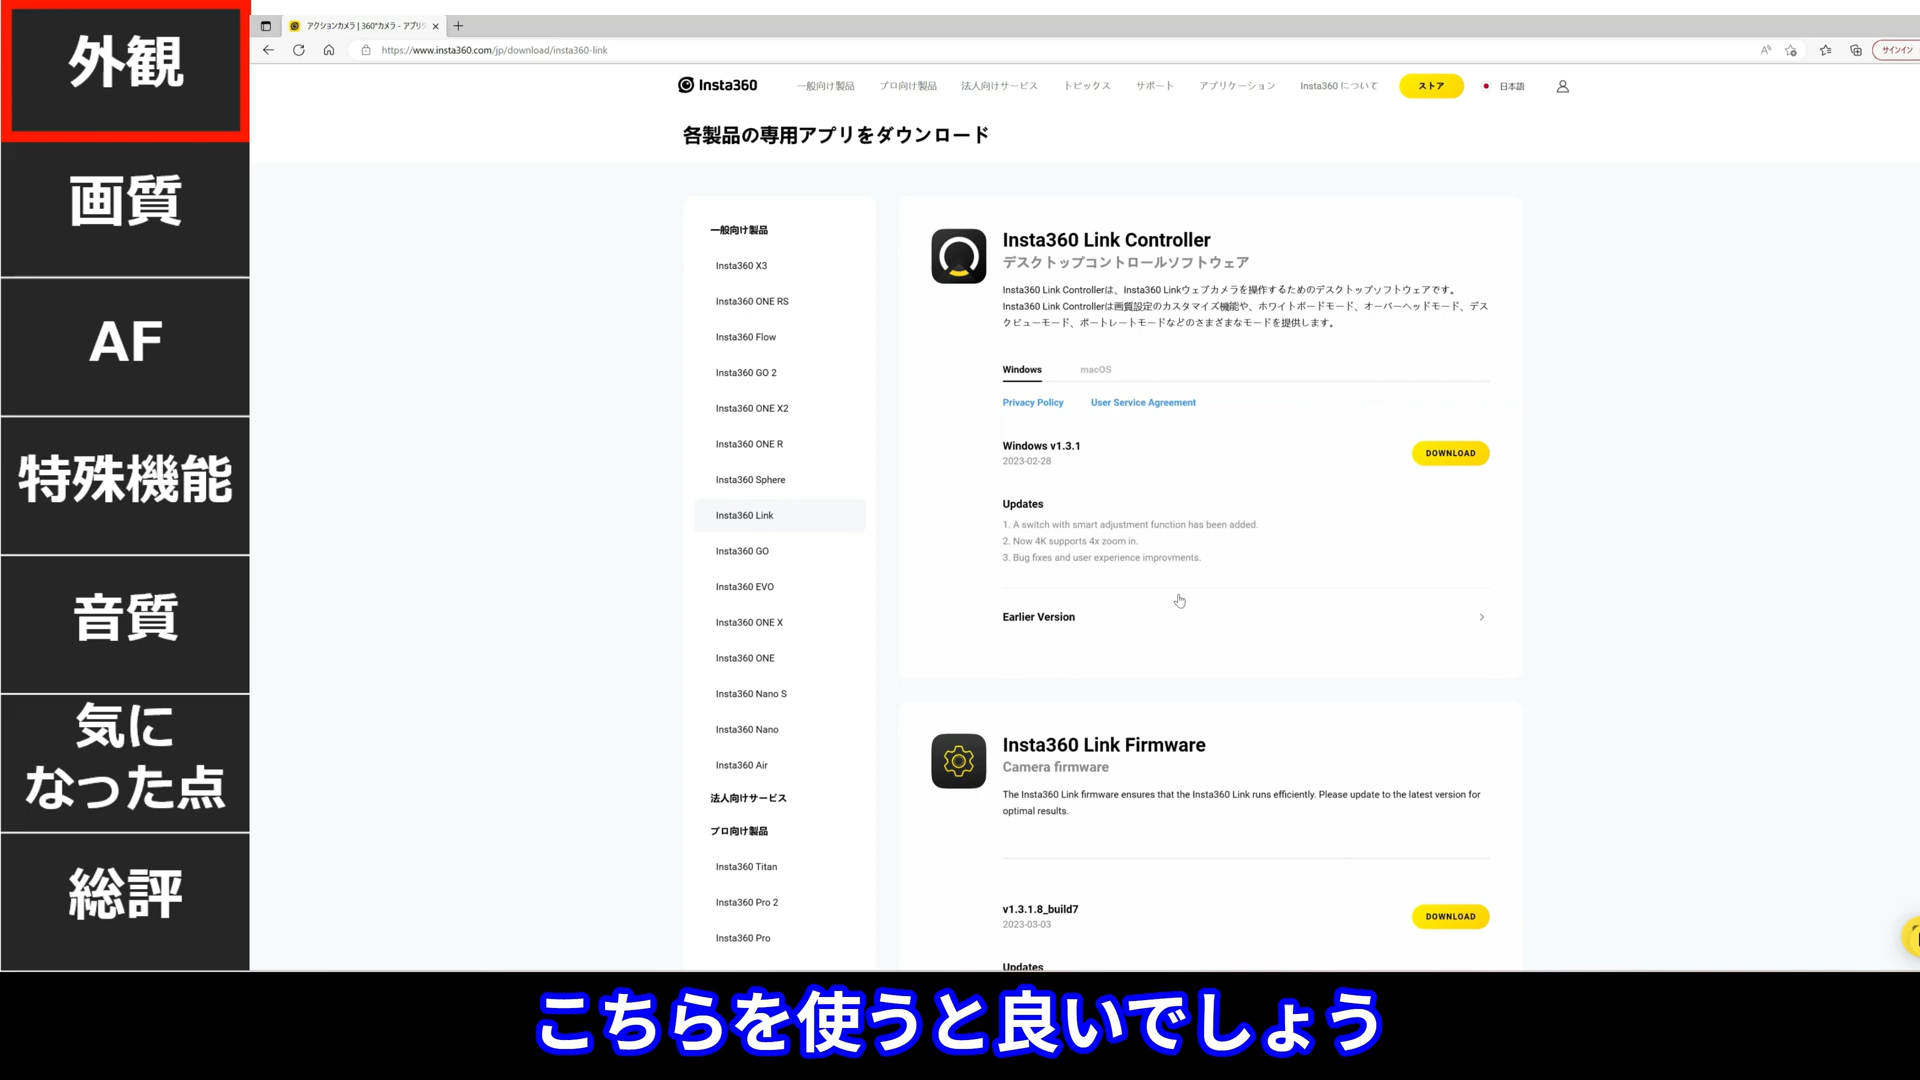 外観
画質
AF
特殊機能
音質
気に
なった点
総評
アクションカメラ | 360°カメラ - アプリ
https://www.insta360.com/jp/download/insta360-link
サインイン
Insta360
一般向け製品
プロ向け製品
法人向けサービス
トピックス
サポート
アプリケーション
Insta360 について
ストア
日本語
各製品の専用アプリをダウンロード
一般向け製品
Insta360 X3
Insta360 ONE RS
Insta360 Flow
Insta360 GO 2
Insta360 ONE X2
Insta360 ONE R
Insta360 Sphere
Insta360 Link
Insta360 GO
Insta360 EVO
Insta360 ONE X
Insta360 ONE
Insta360 Nano S
Insta360 Nano
Insta360 Air
法人向けサービス
プロ向け製品
Insta360 Titan
Insta360 Pro 2
Insta360 Pro
Insta360 Link Controller
デスクトップコントロールソフトウェア
Insta360 Link Controllerは、Insta360 Linkウェブカメラを操作するためのデスクトップソフトウェアです。
Insta360 Link Controllerは画質設定のカスタマイズ機能や、ホワイトボードモード、オーバーヘッドモード、デス
クビューモード、ポートレートモードなどのさまざまなモードを提供します。
Windows
macOS
Privacy Policy
User Service Agreement
Windows v1.3.1
2023-02-28
DOWNLOAD
Updates
1. A switch with smart adjustment function has been added.
2. Now 4K supports 4x zoom in.
3. Bug fixes and user experience improvments.
Earlier Version
Insta360 Link Firmware
Camera firmware
The Insta360 Link firmware ensures that the Insta360 Link runs efficiently. Please update to the latest version for
optimal results.
v1.3.1.8_build7
2023-03-03
DOWNLOAD
Updates
こちらを使うと良いでしょう